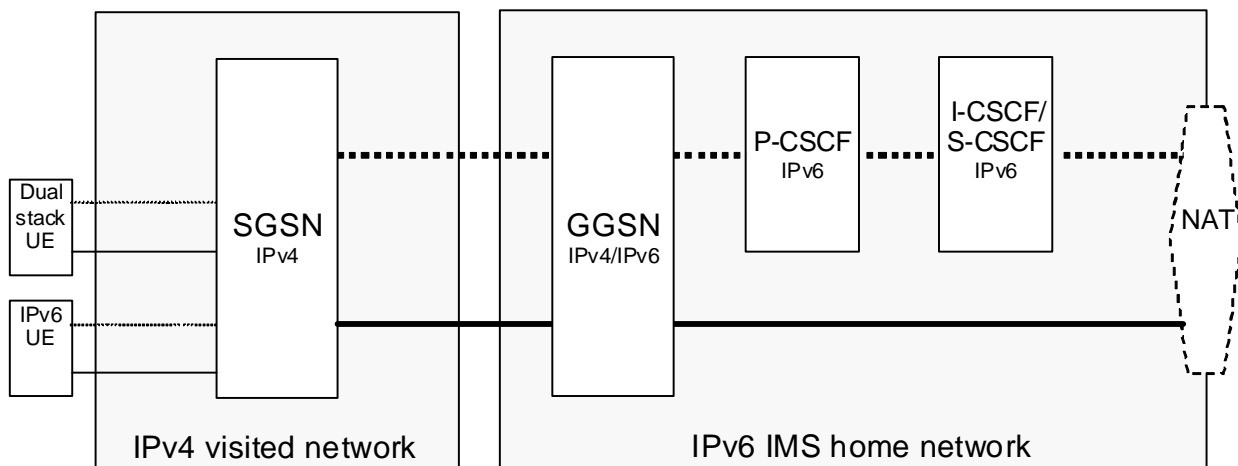 Dual
stack
UE
IPv6
UE
SGSN
IPv4
IPv4 visited network
GGSN
IPv4/IPv6
P-CSCF
IPv6
I-CSCF/
S-CSCF
IPv6
NAT
IPv6 IMS home network